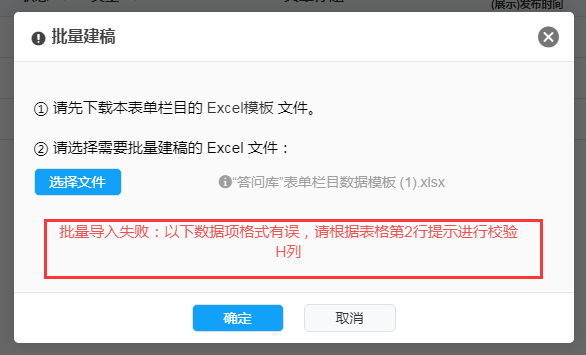 (展示)发布时间
批量建稿
① 请先下载本表单栏目的 Excel模板 文件。
② 请选择需要批量建稿的 Excel 文件：
选择文件 “答问库”表单栏目数据模板 (1).xlsx
批量导入失败：以下数据项格式有误，请根据表格第2行提示进行校验
H列
确定 取消